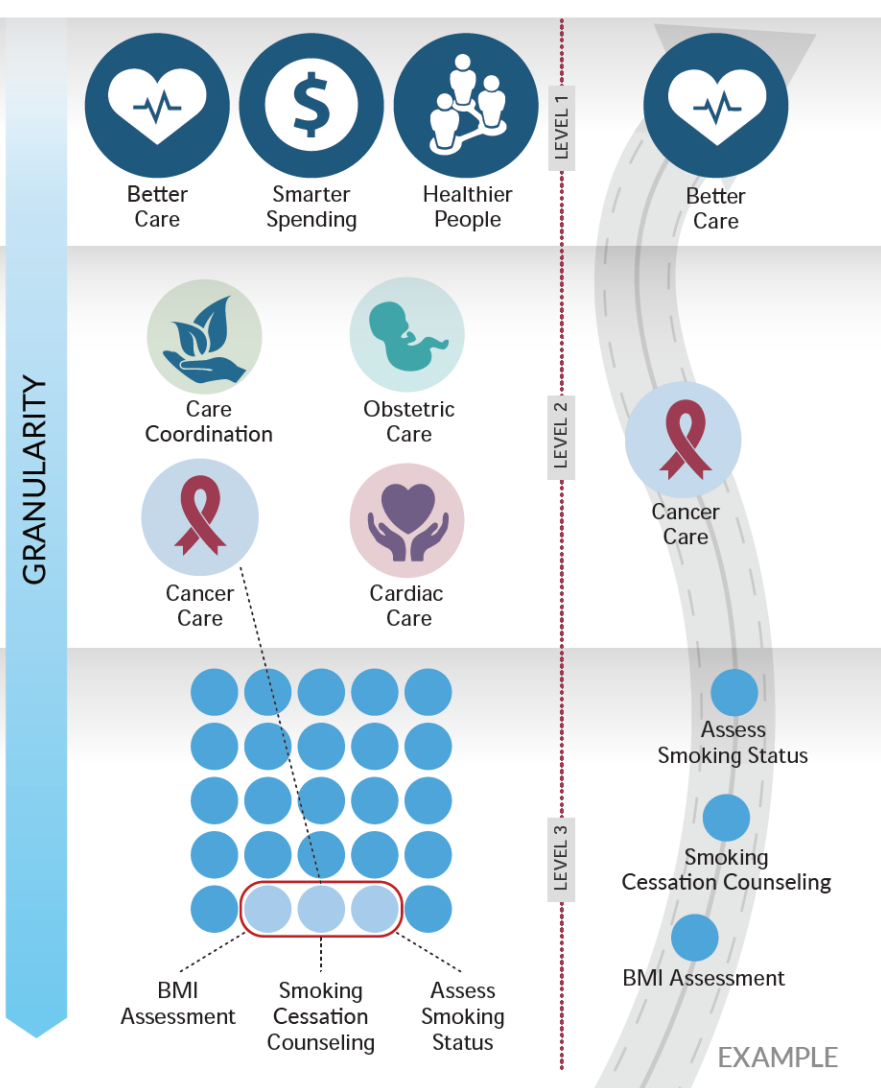 GRANULARITY
LEVEL 1
Better
Care
Smarter
Spending
Healthier
People
Better
Care
LEVEL 2
Care
Coordination
Obstetric
Care
Cancer
Care
Cardiac
Care
Cancer
Care
LEVEL 3
BMI
Assessment
Smoking
Cessation
Counseling
Assess
Smoking
Status
Assess
Smoking Status
Smoking
Cessation Counseling
BMI Assessment
EXAMPLE
$